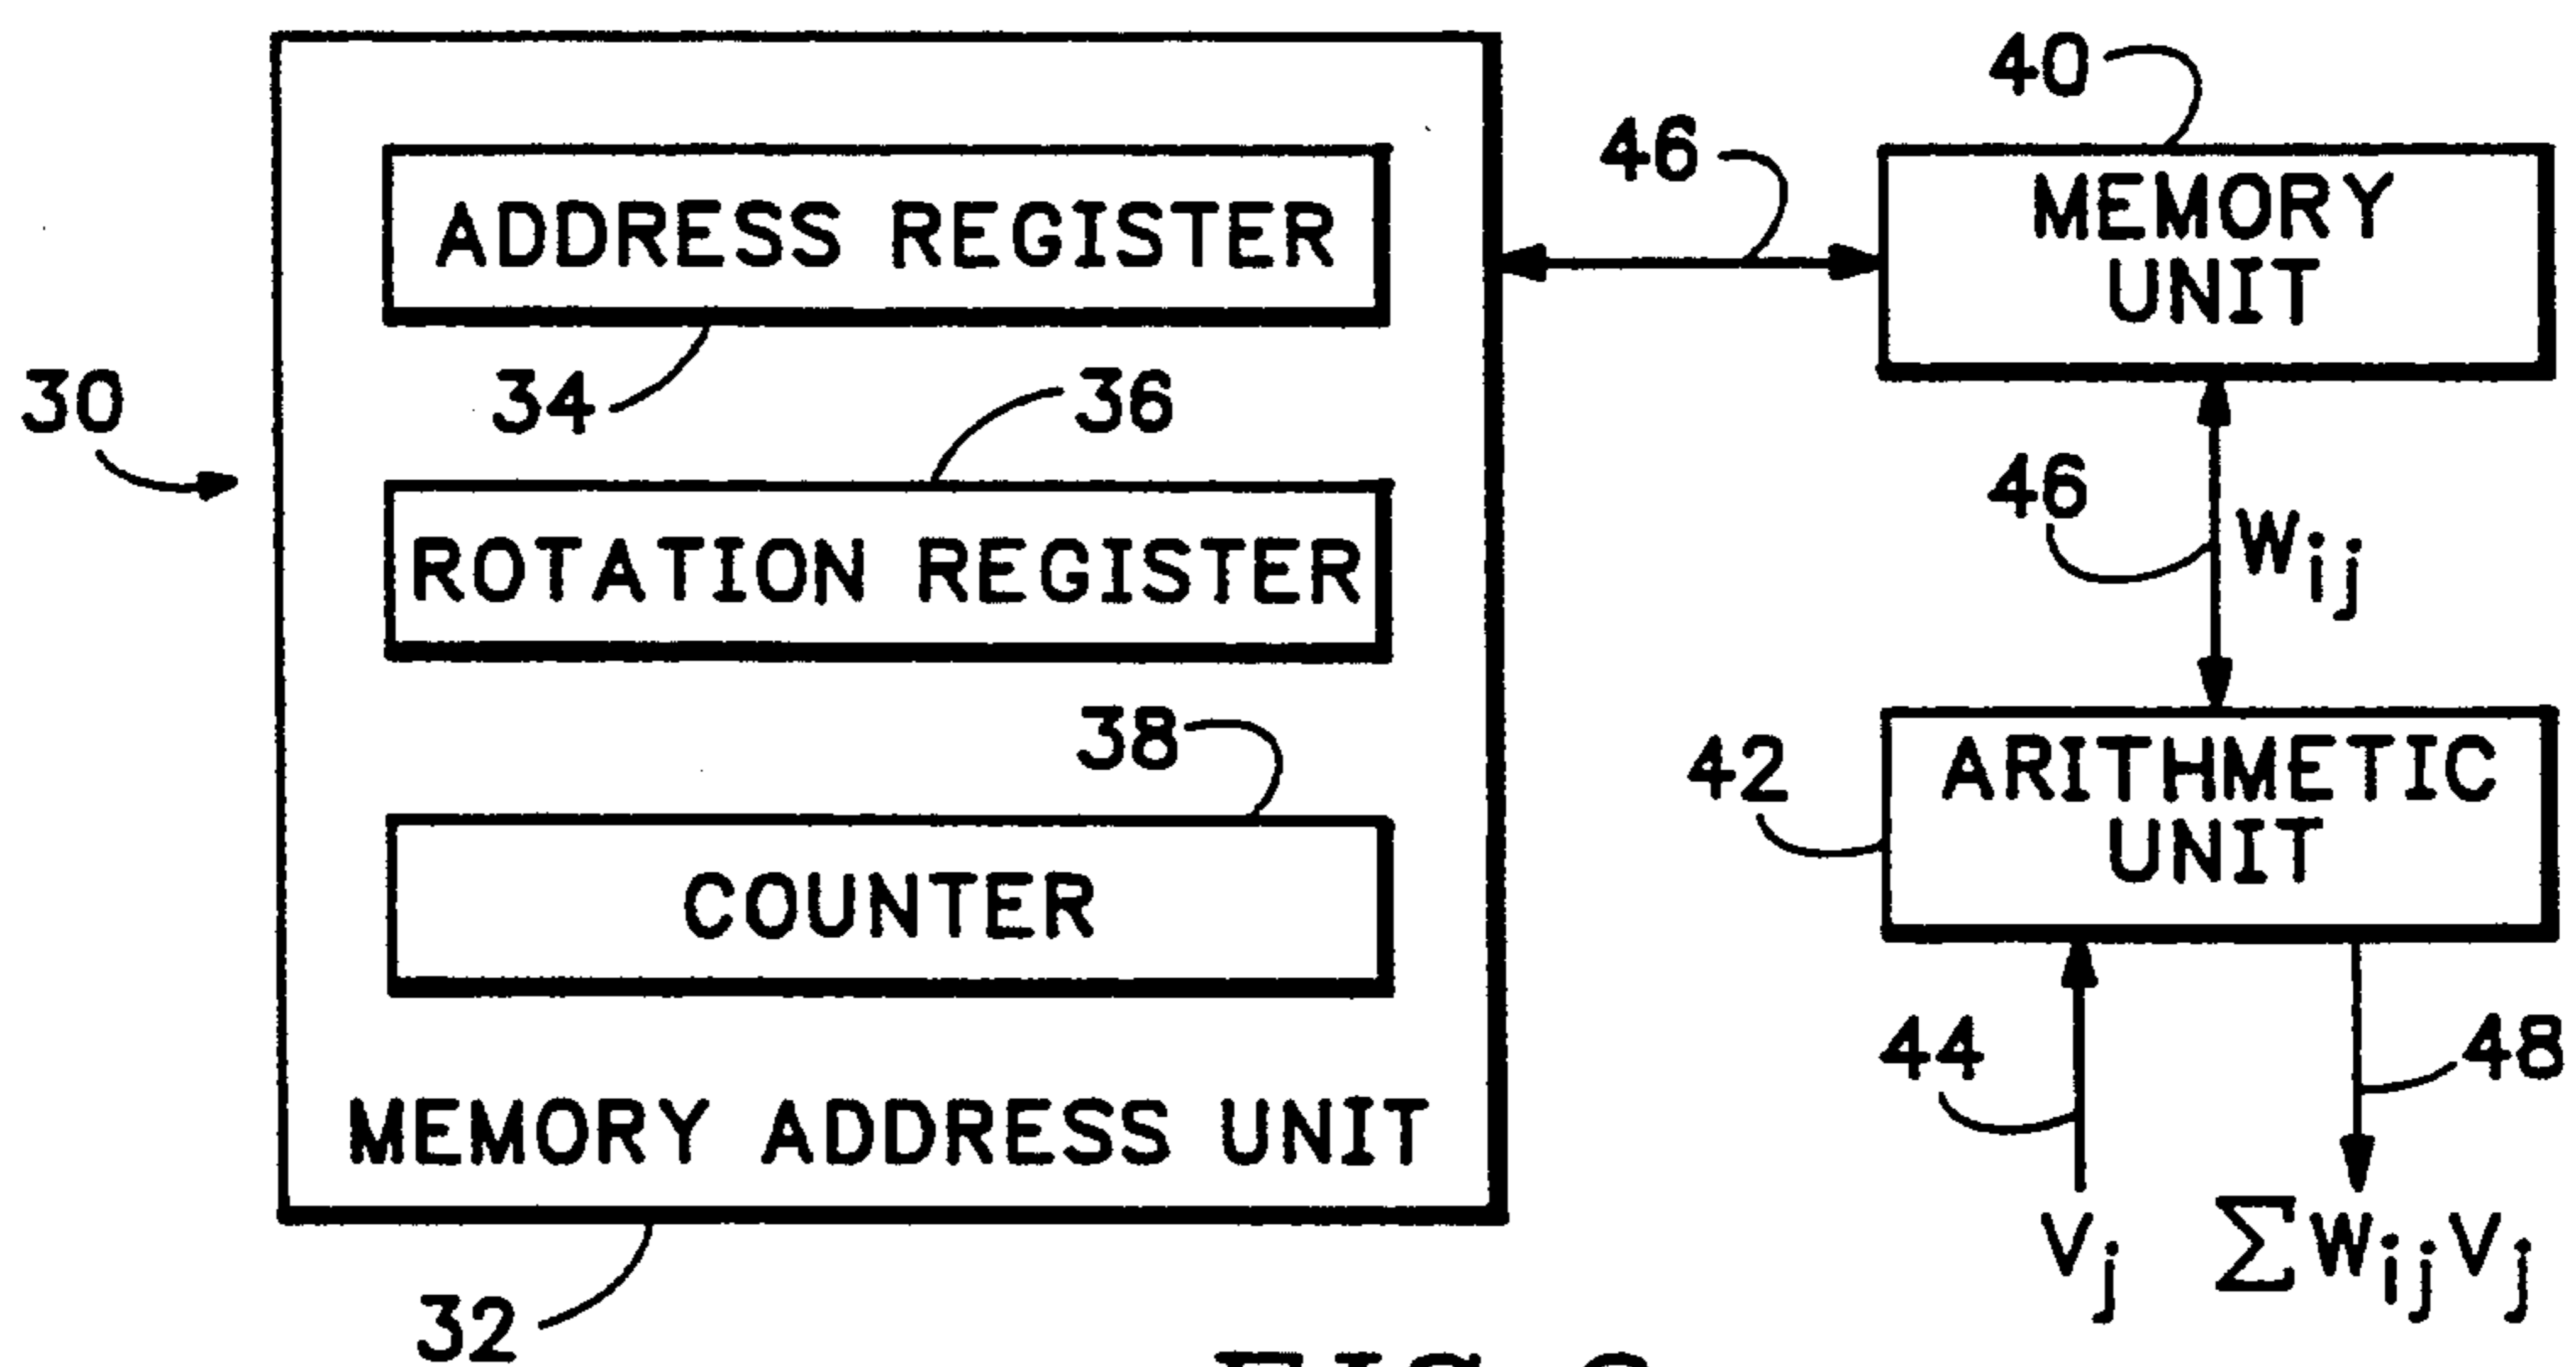 30
ADDRESS REGISTER
34
36
ROTATION REGISTER
38
COUNTER
MEMORY ADDRESS UNIT
32
46
40
MEMORY
UNIT
46
Wij
42
ARITHMETIC
UNIT
44
48
Vj
ΣWijVj